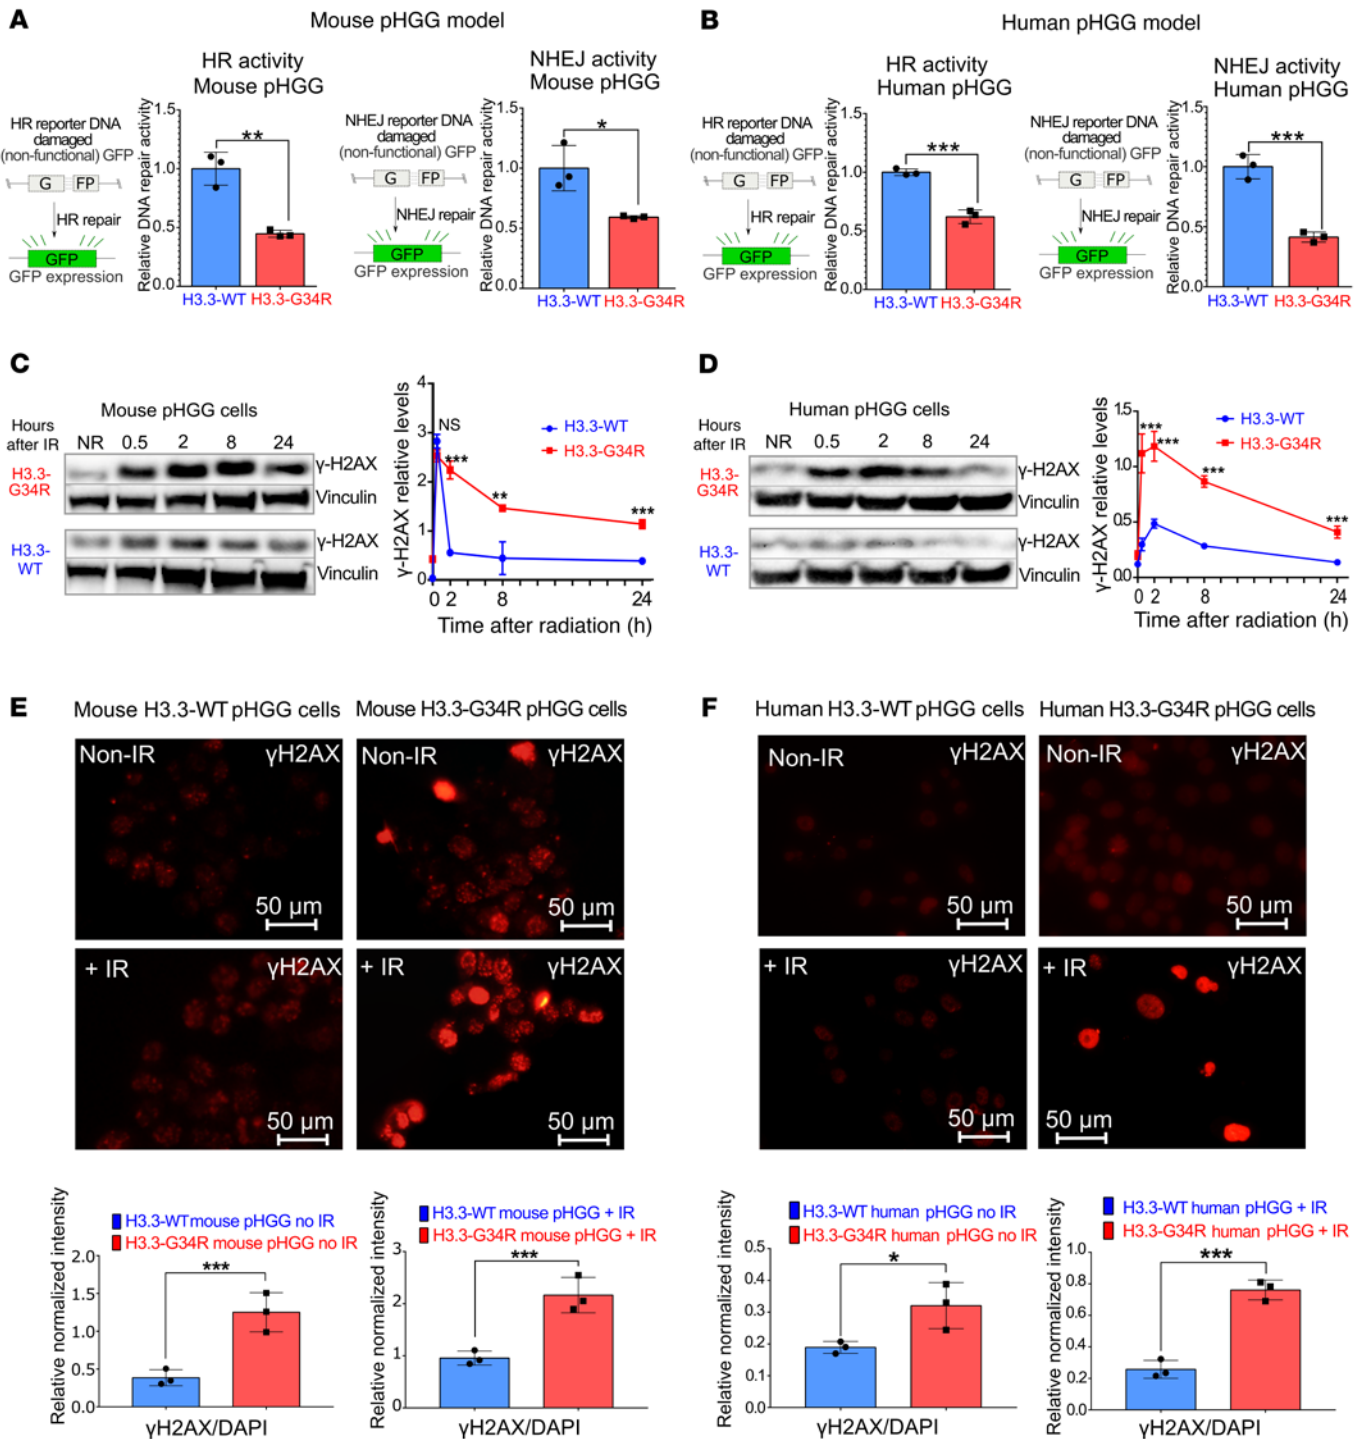 A
Mouse pHGG model
HR activity
Mouse pHGG
NHEJ activity
Mouse pHGG
HR reporter DNA
damaged
(non-functional) GFP
G FP
HR repair
GFP
GFP expression
Relative DNA repair activity
1.5
1.0
0.5
0.0
**
H3.3-WT H3.3-G34R
NHEJ reporter DNA
damaged
(non-functional) GFP
G FP
NHEJ repair
GFP
GFP expression
Relative DNA repair activity
1.5
1.0
0.5
0.0
*
H3.3-WT H3.3-G34R
B
Human pHGG model
HR activity
Human pHGG
NHEJ activity
Human pHGG
HR reporter DNA
damaged
(non-functional) GFP
G FP
HR repair
GFP
GFP expression
Relative DNA repair activity
1.5
1.0
0.5
0.0
***
H3.3-WT H3.3-G34R
NHEJ reporter DNA
damaged
(non-functional) GFP
G FP
NHEJ repair
GFP
GFP expression
Relative DNA repair activity
1.5
1.0
0.5
0.0
***
H3.3-WT H3.3-G34R
C
Mouse pHGG cells
Hours
after IR
NR 0.5 2 8 24
H3.3-
G34R
γ-H2AX
Vinculin
H3.3-
WT
γ-H2AX
Vinculin
γ-H2AX relative levels
4
3
2
1
0
NS
***
**
***
H3.3-WT
H3.3-G34R
0 2 8 24
Time after radiation (h)
D
Human pHGG cells
Hours
after IR
NR 0.5 2 8 24
H3.3-
G34R
γ-H2AX
Vinculin
H3.3-
WT
γ-H2AX
Vinculin
γ-H2AX relative levels
1.5
1.0
05
0.0
***
***
***
***
H3.3-WT
H3.3-G34R
0 2 8 24
Time after radiation (h)
E
Mouse H3.3-WT pHGG cells
Mouse H3.3-G34R pHGG cells
Non-IR γH2AX
50 µm
Non-IR γH2AX
50 µm
+ IR γH2AX
50 µm
+ IR γH2AX
50 µm
H3.3-WT mouse pHGG no IR
H3.3-G34R mouse pHGG no IR
Relative normalized intensity
2.0
1.5
1.0
0.5
0.0
***
γH2AX/DAPI
H3.3-WT mouse pHGG + IR
H3.3-G34R mouse pHGG + IR
Relative normalized intensity
3
2
1
0
***
γH2AX/DAPI
F
Human H3.3-WT pHGG cells
Human H3.3-G34R pHGG cells
Non-IR γH2AX
50 µm
Non-IR γH2AX
50 µm
+ IR γH2AX
50 µm
+ IR γH2AX
50 µm
H3.3-WT human pHGG no IR
H3.3-G34R human pHGG no IR
Relative normalized intensity
0.5
0.4
0.3
0.2
0.1
0.0
*
γH2AX/DAPI
H3.3-WT human pHGG + IR
H3.3-G34R human pHGG + IR
Relative normalized intensity
1.0
0.8
0.6
0.4
0.2
0.0
***
γH2AX/DAPI